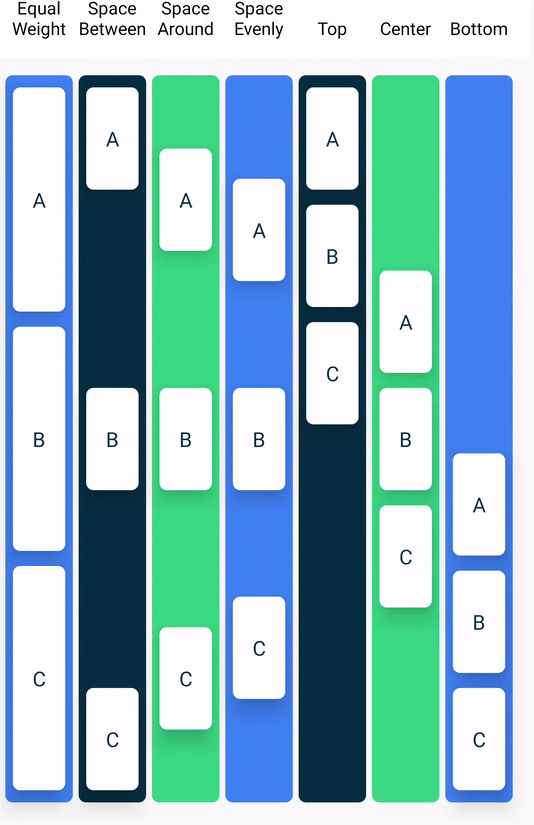 Equal Weight
Space Between
Space Around
Space Evenly
Top
Center
Bottom
A
B
C
A
B
C
A
B
C
A
B
C
A
B
C
A
B
C
A
B
C